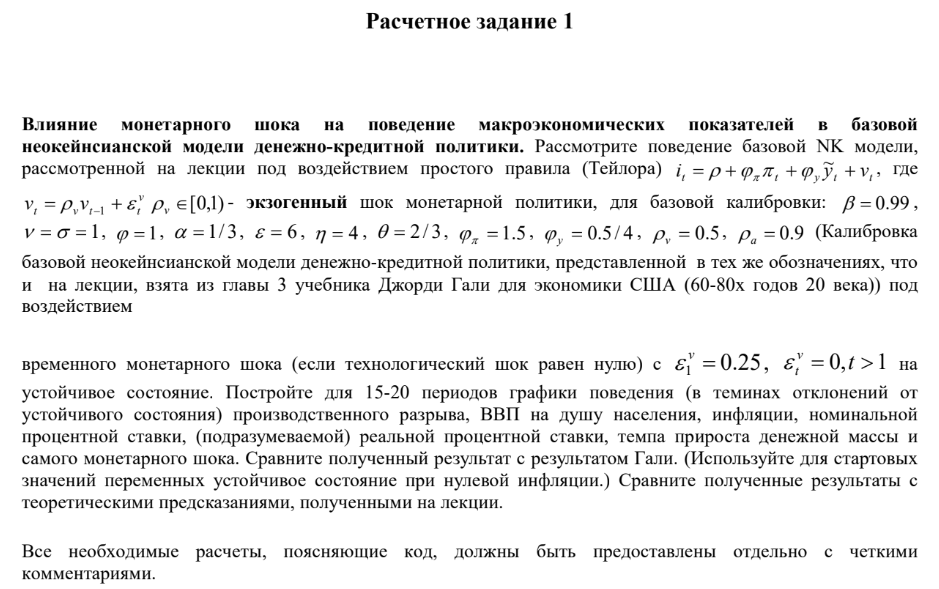 Расчетное задание 1
Влияние монетарного шока на поведение макроэкономических показателей в базовой
неокейнсианской модели денежно-кредитной политики. Рассмотрите поведение базовой NK модели,
рассмотренной на лекции под воздействием простого правила (Тейлора) $i_t = \rho + \varphi_\pi \pi_t + \varphi_y \tilde{y}_t + v_t$, где
$v_t = \rho_v v_{t-1} + \varepsilon_t^v$ $\rho_v \in [0,1)$ - экзогенный шок монетарной политики, для базовой калибровки: $\beta = 0.99$,
$\nu = \sigma = 1$, $\varphi = 1$, $\alpha = 1/3$, $\varepsilon = 6$, $\eta = 4$, $\theta = 2/3$, $\varphi_\pi = 1.5$, $\varphi_y = 0.5/4$, $\rho_v = 0.5$, $\rho_a = 0.9$ (Калибровка
базовой неокейнсианской модели денежно-кредитной политики, представленной в тех же обозначениях, что
и на лекции, взята из главы 3 учебника Джорди Гали для экономики США (60-80х годов 20 века)) под
воздействием
временного монетарного шока (если технологический шок равен нулю) с $\varepsilon_1^v = 0.25$, $\varepsilon_t^v = 0, t > 1$ на
устойчивое состояние. Постройте для 15-20 периодов графики поведения (в теминах отклонений от
устойчивого состояния) производственного разрыва, ВВП на душу населения, инфляции, номинальной
процентной ставки, (подразумеваемой) реальной процентной ставки, темпа прироста денежной массы и
самого монетарного шока. Сравните полученный результат с результатом Гали. (Используйте для стартовых
значений переменных устойчивое состояние при нулевой инфляции.) Сравните полученные результаты с
теоретическими предсказаниями, полученными на лекции.
Все необходимые расчеты, поясняющие код, должны быть предоставлены отдельно с четкими
комментариями.